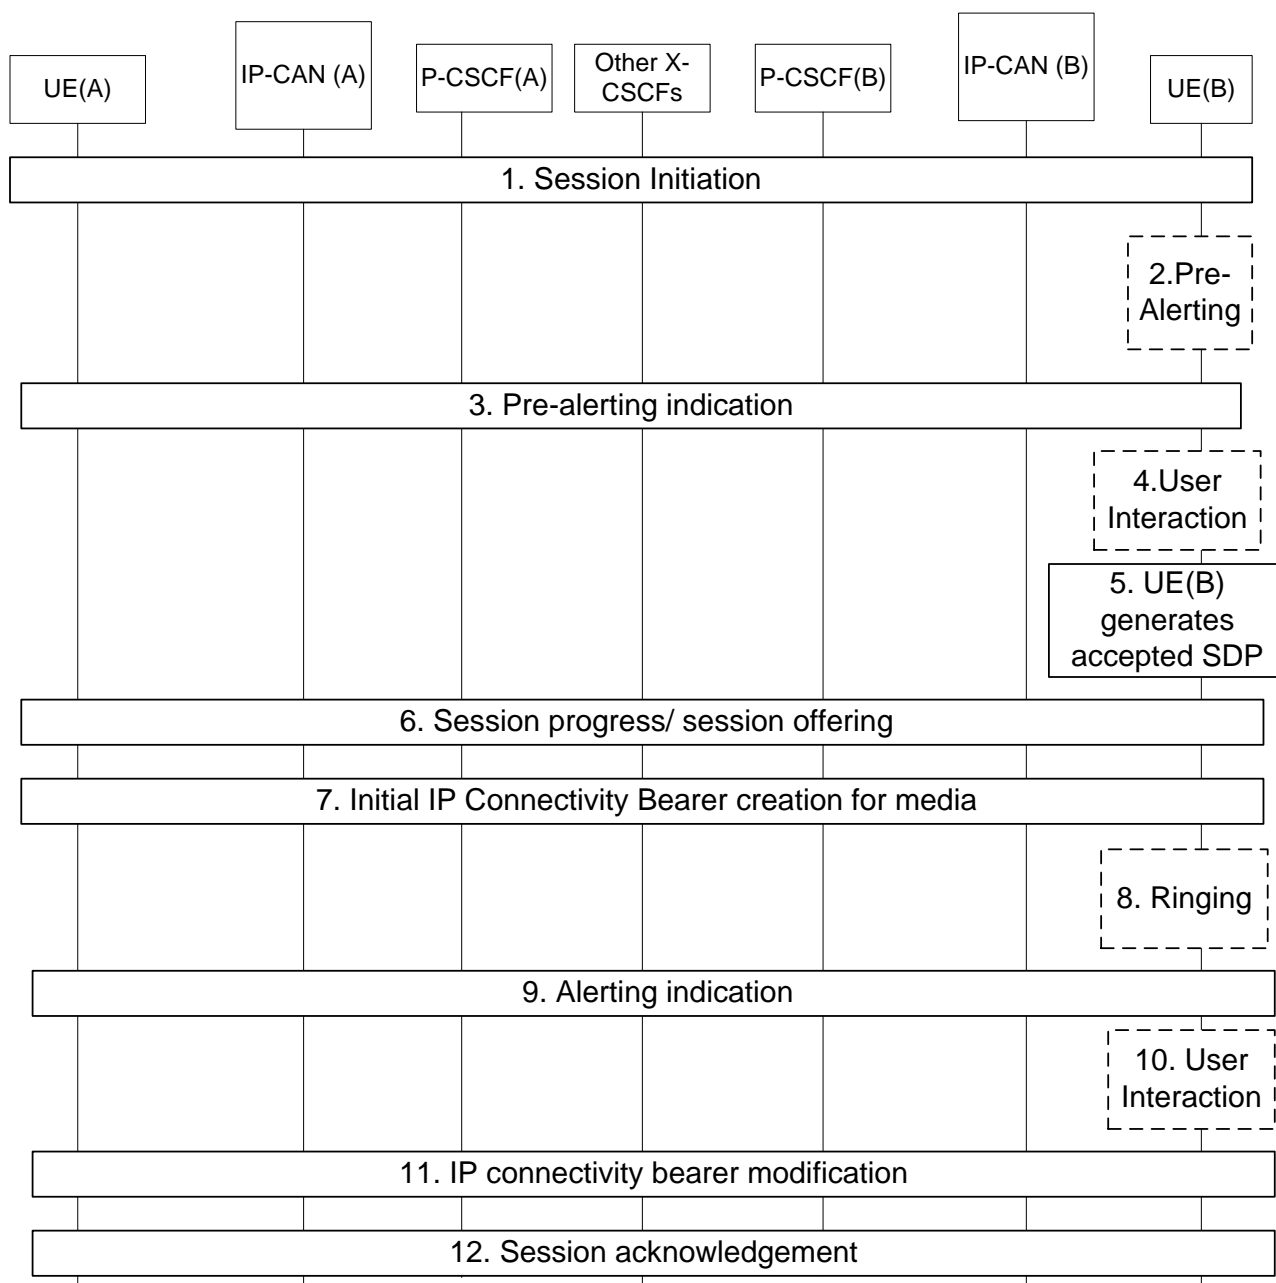 UE(A)
IP-CAN (A)
P-CSCF(A)
Other X-
CSCFs
P-CSCF(B)
IP-CAN (B)
UE(B)
1. Session Initiation
2.Pre-
Alerting
3. Pre-alerting indication
4.User
Interaction
5. UE(B)
generates
accepted SDP
6. Session progress/ session offering
7. Initial IP Connectivity Bearer creation for media
8. Ringing
9. Alerting indication
10. User
Interaction
11. IP connectivity bearer modification
12. Session acknowledgement